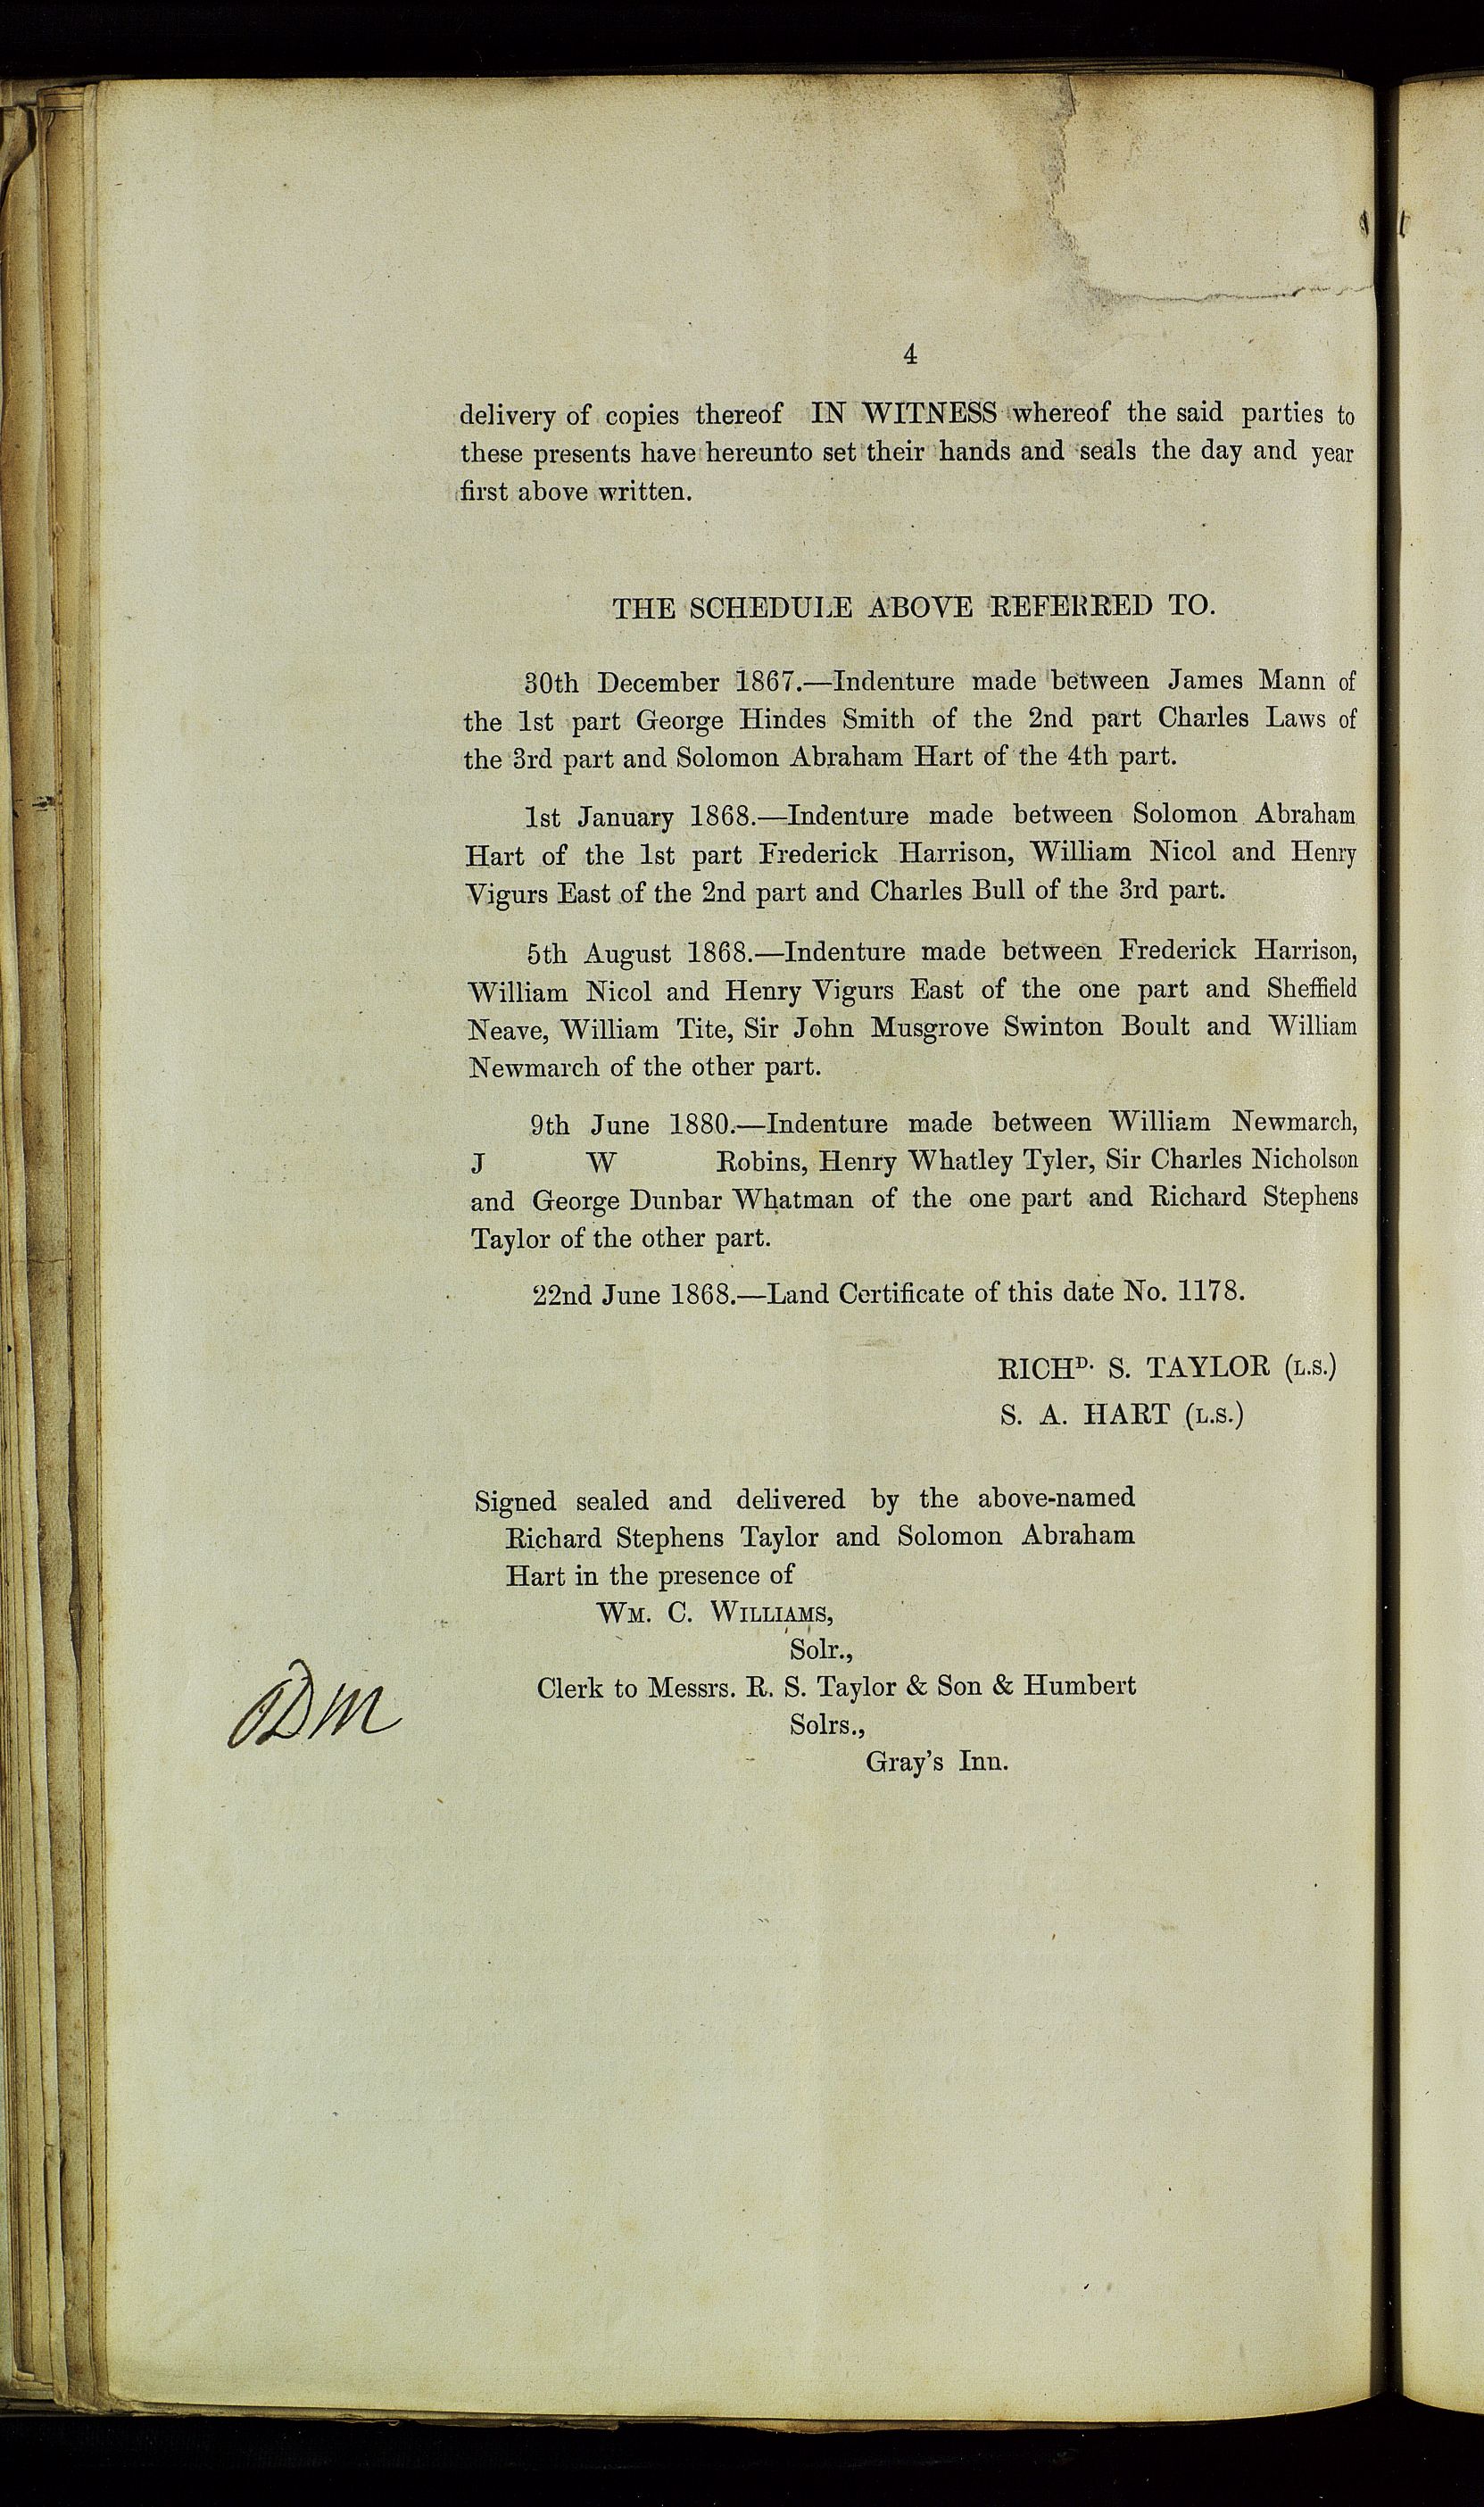 4
delivery of copies thereof IN WITNESS whereof the said parties to
these presents have hereunto set their hands and seals the day and year
first above written.
THE SCHEDULE ABOVE REFERRED TO.
30th December 1867.—Indenture made between James Mann of
the 1st part George Hindes Smith of the 2nd part Charles Laws of
the 3rd part and Solomon Abraham Hart of the 4th part.
1st January 1868.—Indenture made between Solomon Abraham
Hart of the 1st part Frederick Harrison, William Nicol and Henry
Vigurs East of the 2nd part and Charles Bull of the 3rd part.
5th August 1868.—Indenture made between Frederick Harrison,
William Nicol and Henry Vigurs East of the one part and Sheffield
Neave, William Tite, Sir John Musgrove Swinton Boult and William
Newmarch of the other part.
9th June 1880.—Indenture made between William Newmarch,
J W Robins, Henry Whatley Tyler, Sir Charles Nicholson
and George Dunbar Whatman of the one part and Richard Stephens
Taylor of the other part.
22nd June 1868.—Land Certificate of this date No. 1178.
RICHD. S. TAYLOR (L.S.)
S. A. HART (L.S.)
Signed sealed and delivered by the above-named
Richard Stephens Taylor and Solomon Abraham
Hart in the presence of
WM. C. WILLIAMS,
Solr.,
Clerk to Messrs. R. S. Taylor & Son & Humbert
Solrs.,
Gray's Inn.